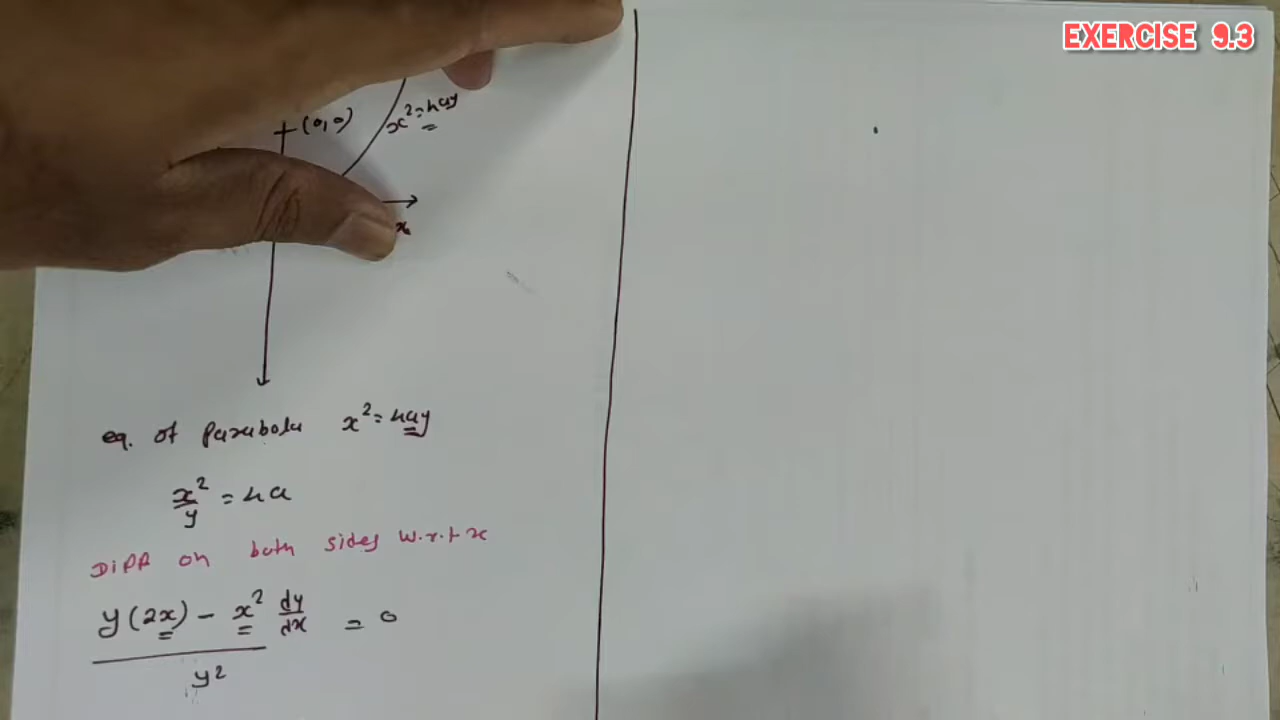 EXERCISE 9.3
(0,0)
x² = 4ay
x
eq. of Parabola x² = 4ay
x²/y = 4a
Diff on both sides w.r.t x
y(2x) - x² dy/dx
——— = 0
y²